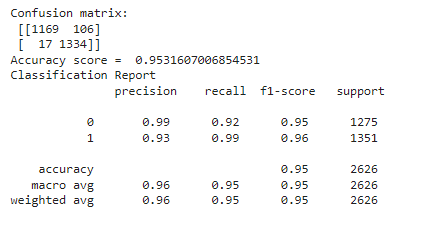 Confusion matrix:
[[1169 106]
[ 17 1334]]
Accuracy score = 0.9531607006854531
Classification Report
precision recall f1-score support
0 0.99 0.92 0.95 1275
1 0.93 0.99 0.96 1351
accuracy 0.95 2626
macro avg 0.96 0.95 0.95 2626
weighted avg 0.96 0.95 0.95 2626